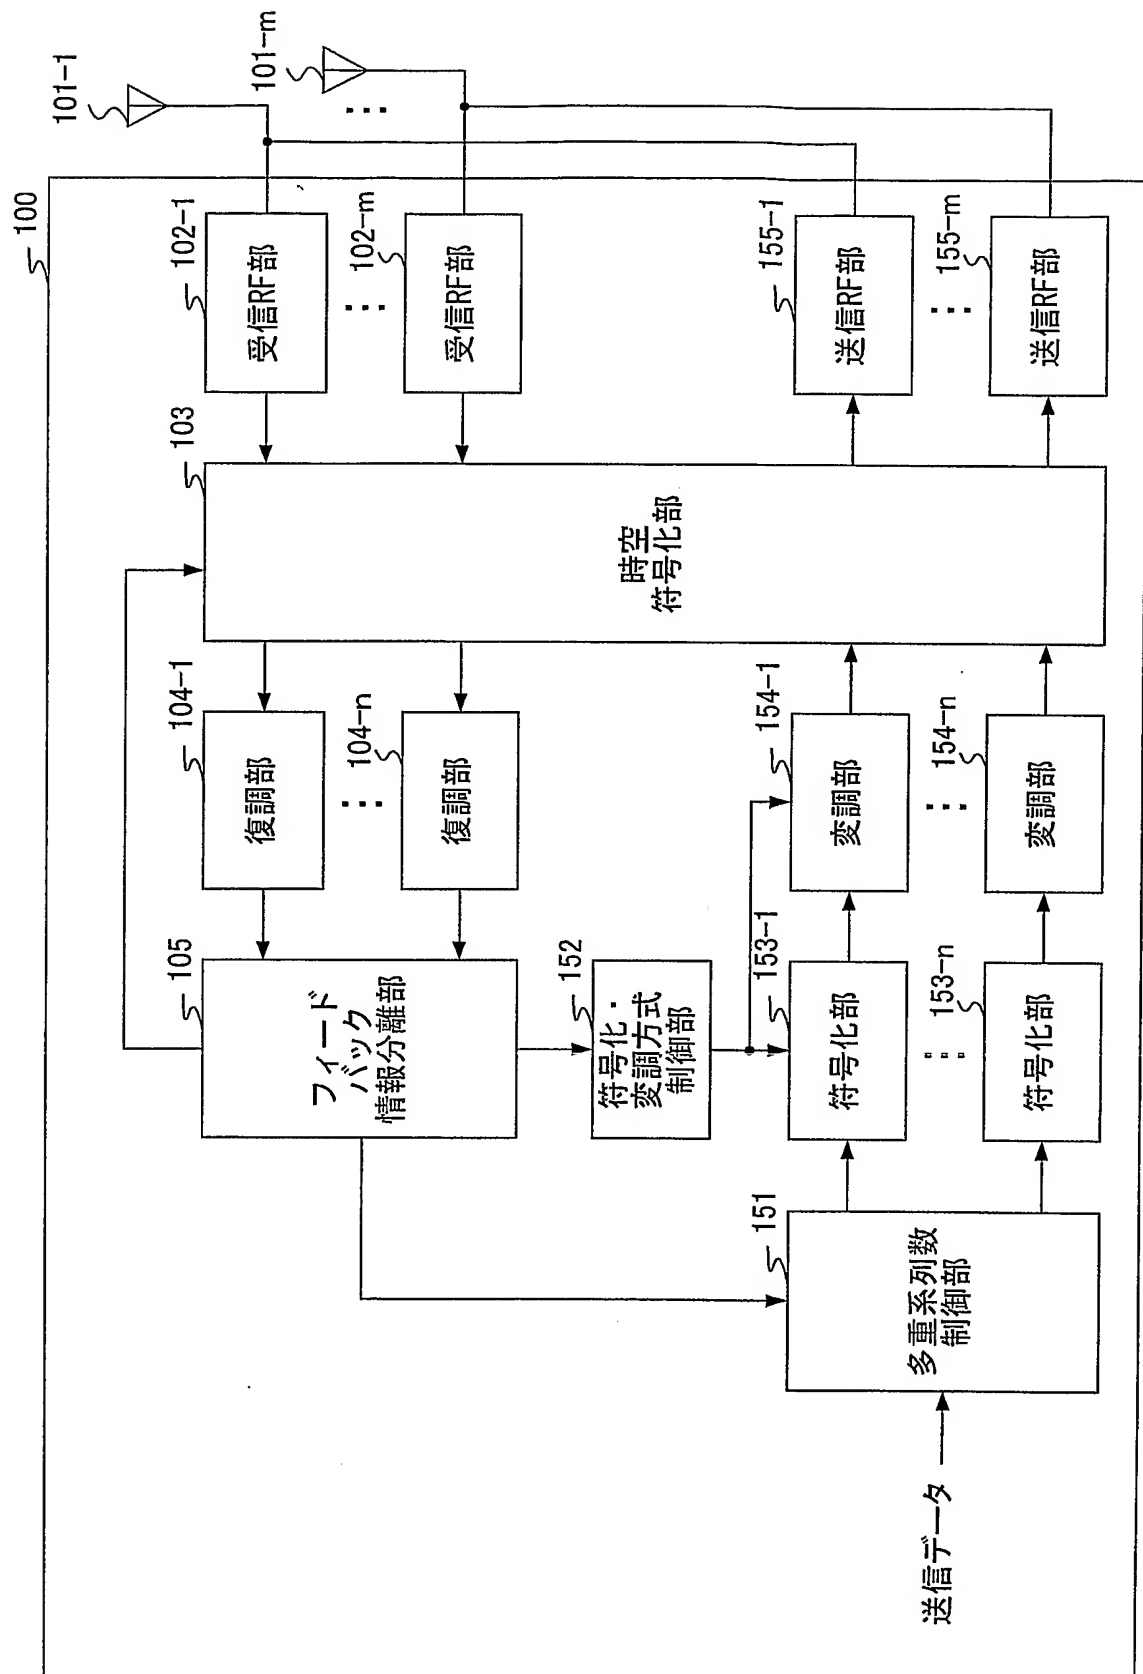 100
101-1
101-m
102-1
受信RF部
102-m
受信RF部
103
時空
符号化部
104-1
復調部
104-n
復調部
105
フィード
バック
情報分離部
152
符号化・
変調方式
制御部
151
多重系列数
制御部
送信データ
153-1
符号化部
153-n
符号化部
154-1
変調部
154-n
変調部
155-1
送信RF部
155-m
送信RF部